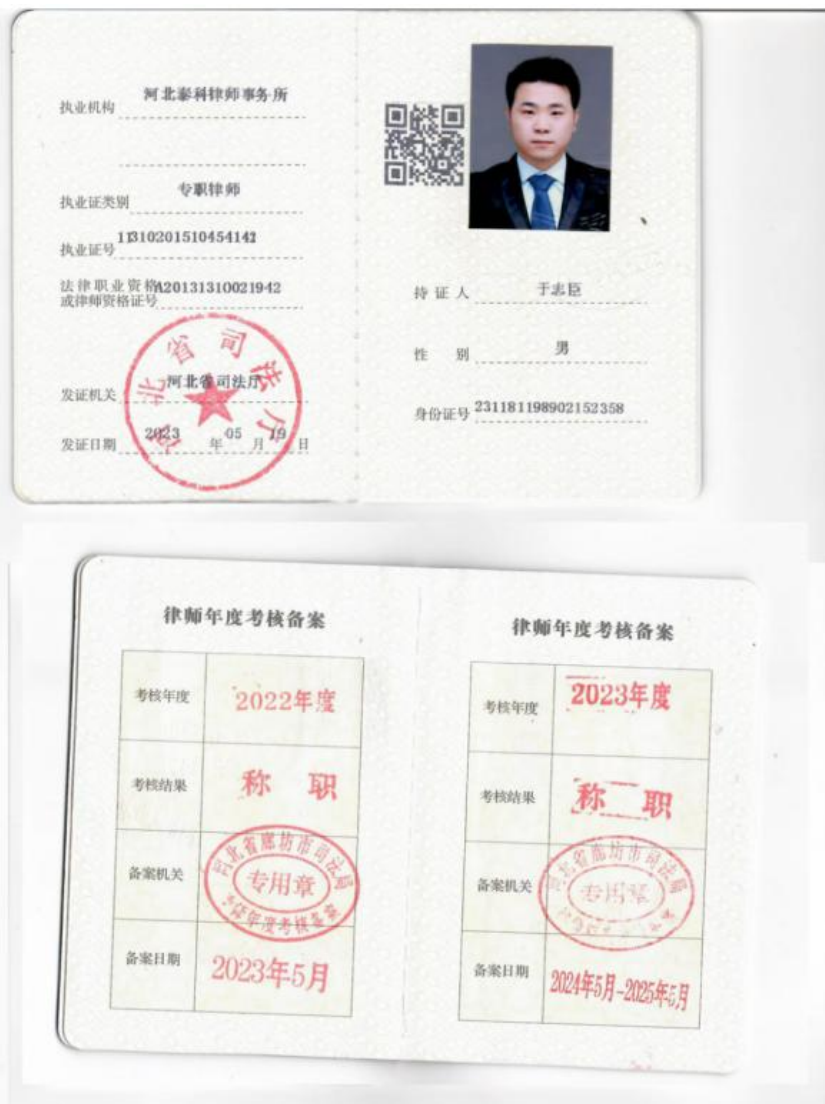 执业机构 河北泰科律师事务所
执业证类别 专职律师
执业证号 11310201510454142
法律职业资格
或律师资格证号 A20131310021942
发证机关 河北省司法厅
发证日期 2023 年 05 月 19 日
河北省司法厅
持证人 于志臣
性别 男
身份证号 231181198902152358
律师年度考核备案
考核年度 2022年度
考核结果 称职
备案机关
河北省廊坊市司法局
专用章
律师年度考核备案
备案日期 2023年5月
律师年度考核备案
考核年度 2023年度
考核结果 称职
备案机关
河北省廊坊市司法局
专用章
备案日期 2024年5月-2025年5月